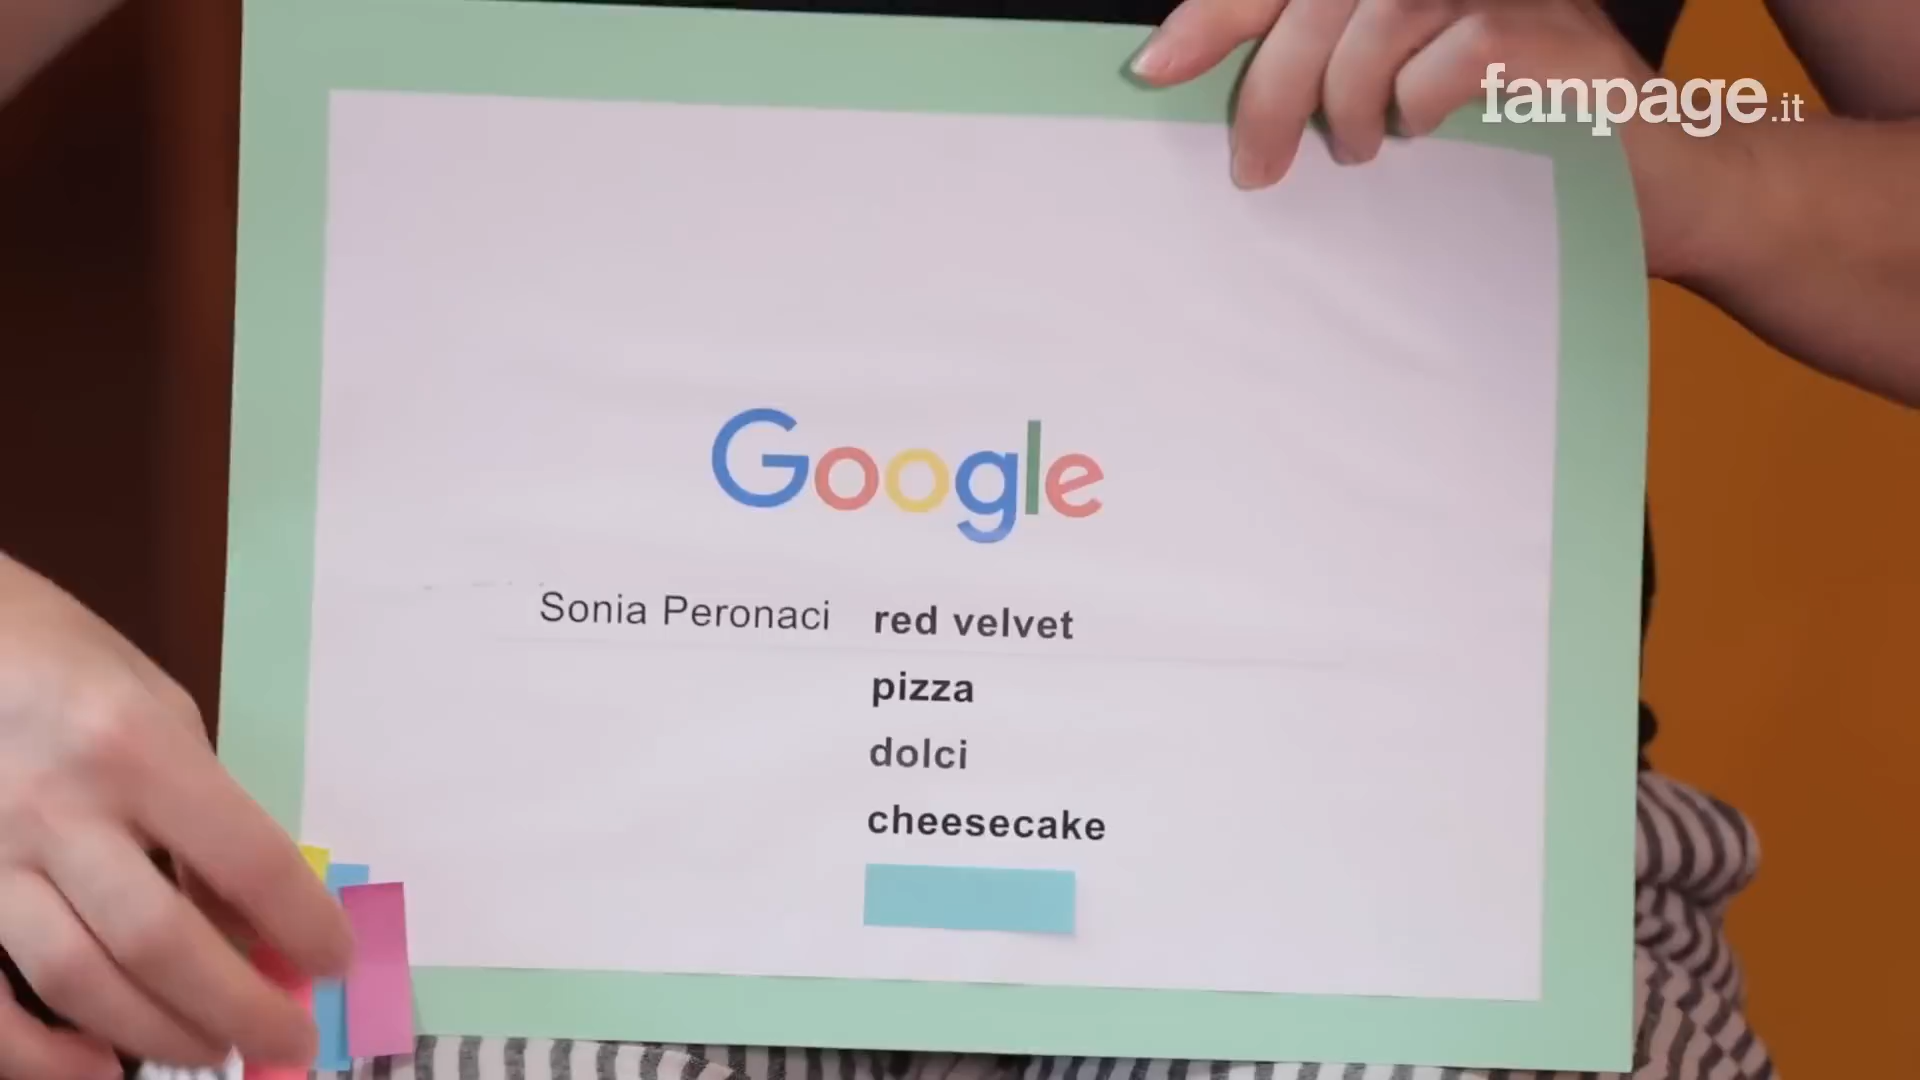 fanpage.it
Google
Sonia Peronaci red velvet
pizza
dolci
cheesecake